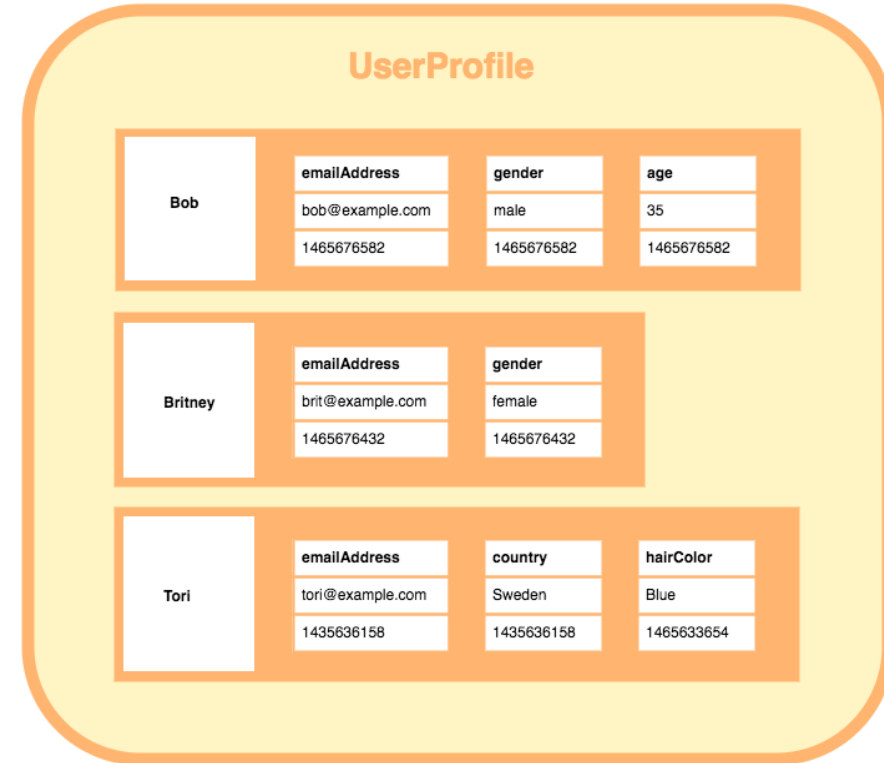 UserProfile
Bob
emailAddress gender age
bob@example.com male 35
1465676582 1465676582 1465676582
Britney
emailAddress gender
brit@example.com female
1465676432 1465676432
Tori
emailAddress country hairColor
tori@example.com Sweden Blue
1435636158 1435636158 1465633654